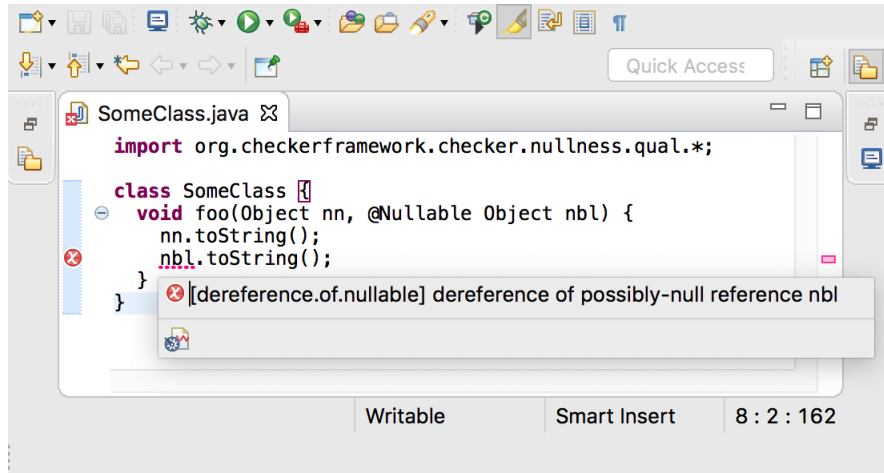 Quick Access
SomeClass.java
import org.checkerframework.checker.nullness.qual.*;
class SomeClass {
void foo(Object nn, @Nullable Object nbl) {
nn.toString();
nbl.toString();
}
[dereference.of.nullable] dereference of possibly-null reference nbl
}
Writable
Smart Insert
8 : 2 : 162